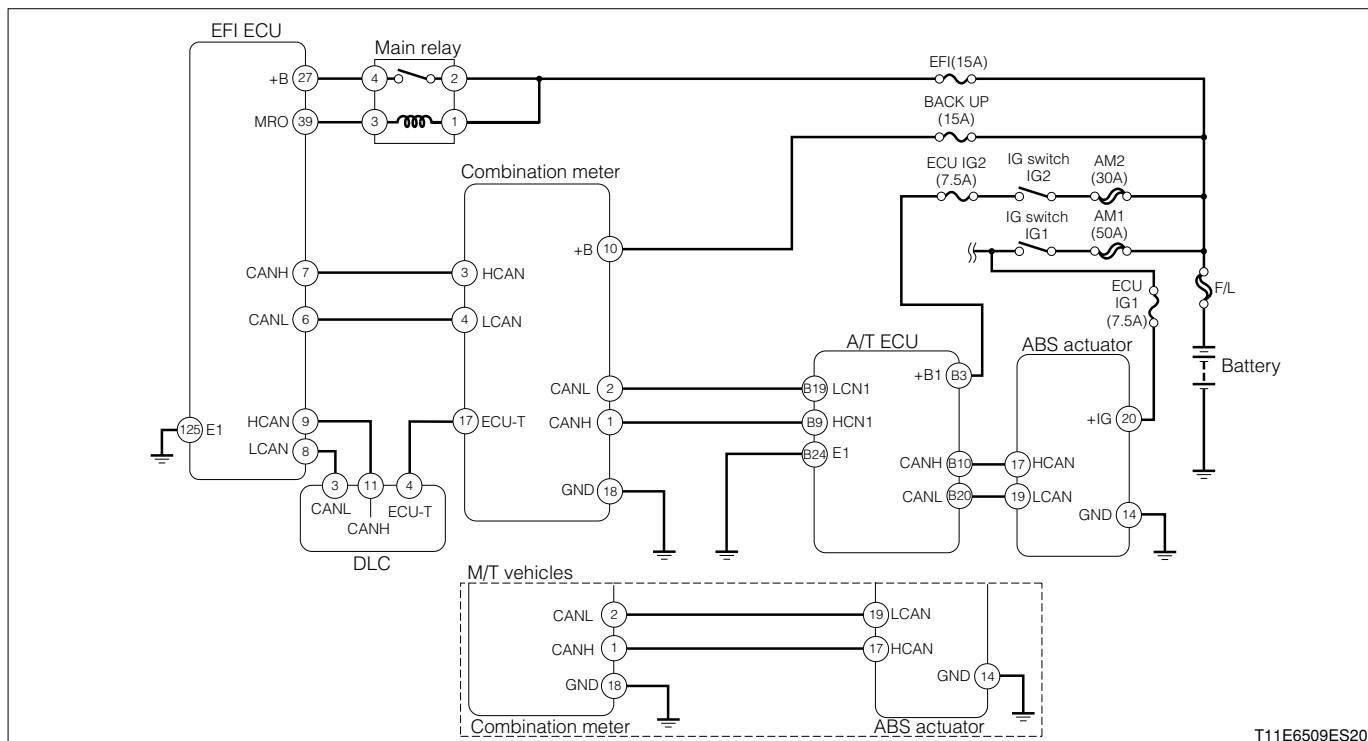 EFI ECU
Main relay
+B 27
4 2
MRO 39
3 1
EFI(15A)
BACK UP
(15A)
ECU IG2
(7.5A)
IG switch
IG2
AM2
(30A)
IG switch
IG1
AM1
(50A)
ECU
IG1
(7.5A)
F/L
Battery
Combination meter
+B 10
CANH 7
3 HCAN
CANL 6
4 LCAN
CANL 2
CANH 1
17 ECU-T
GND 18
125 E1
HCAN 9
LCAN 8
3 11 4
CANL
CANH
ECU-T
DLC
A/T ECU
+B1 B3
B19 LCN1
B9 HCN1
B24 E1
CANH B10
CANL B20
ABS actuator
+IG 20
17 HCAN
19 LCAN
GND 14
M/T vehicles
CANL 2
19 LCAN
CANH 1
17 HCAN
GND 18
GND 14
Combination meter
ABS actuator
T11E6509ES20